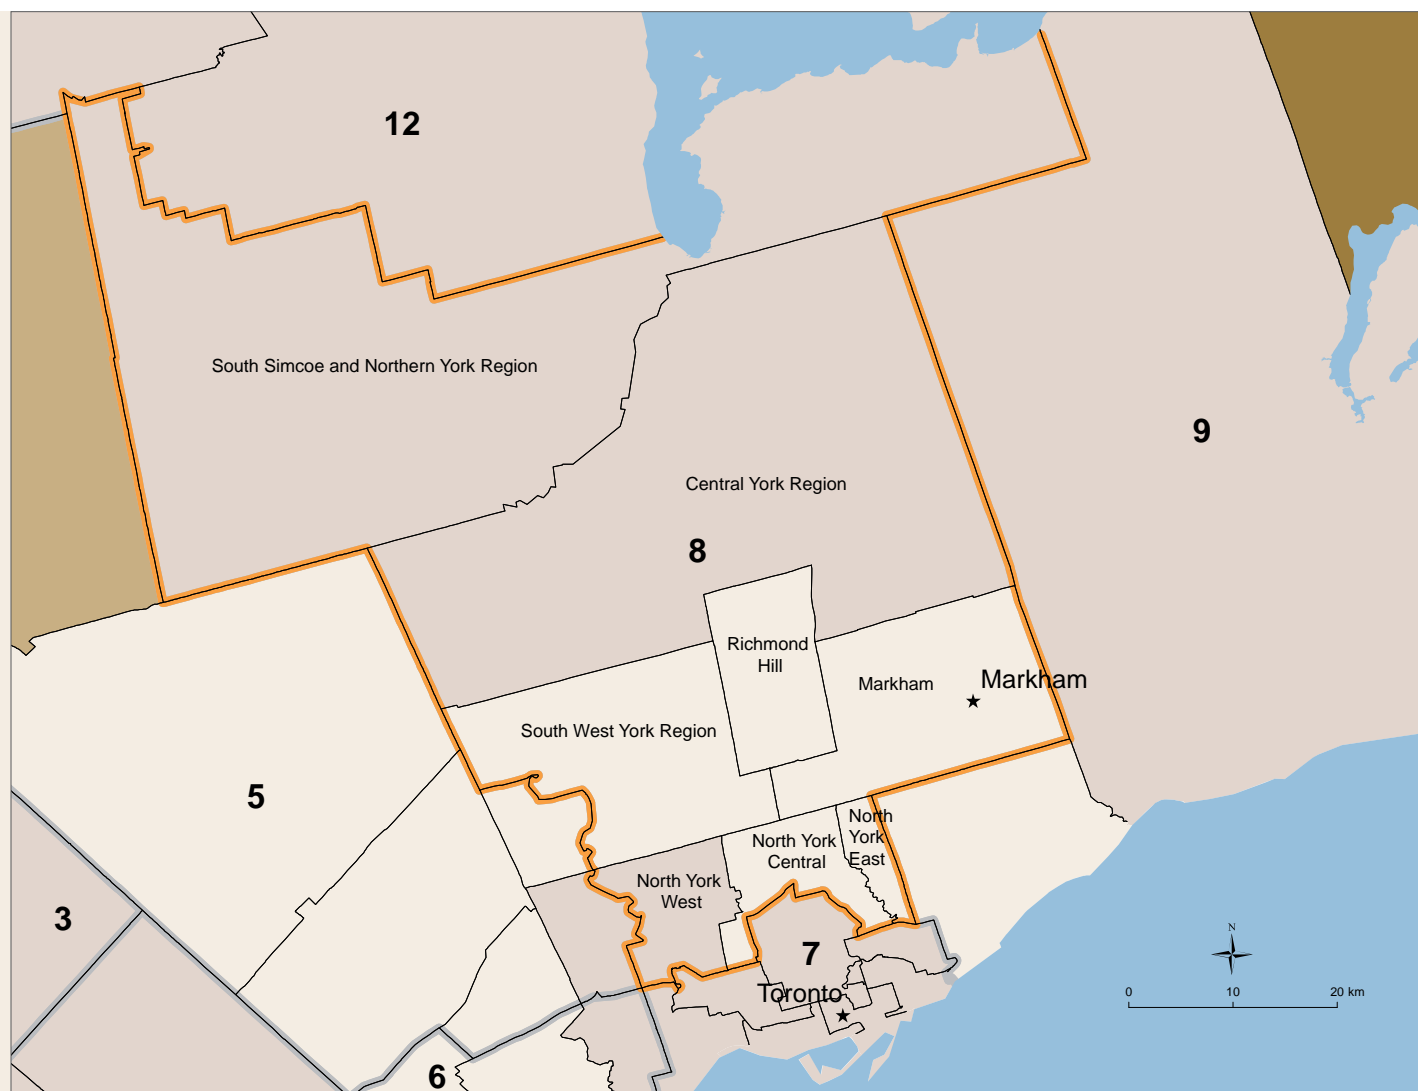 12
South Simcoe and Northern York Region
9
Central York Region
8
Richmond
Hill
Markham
Markham
South West York Region
5
North York
Central
North
York
East
North York
West
3
7
Toronto
6
N
0
10
20 km